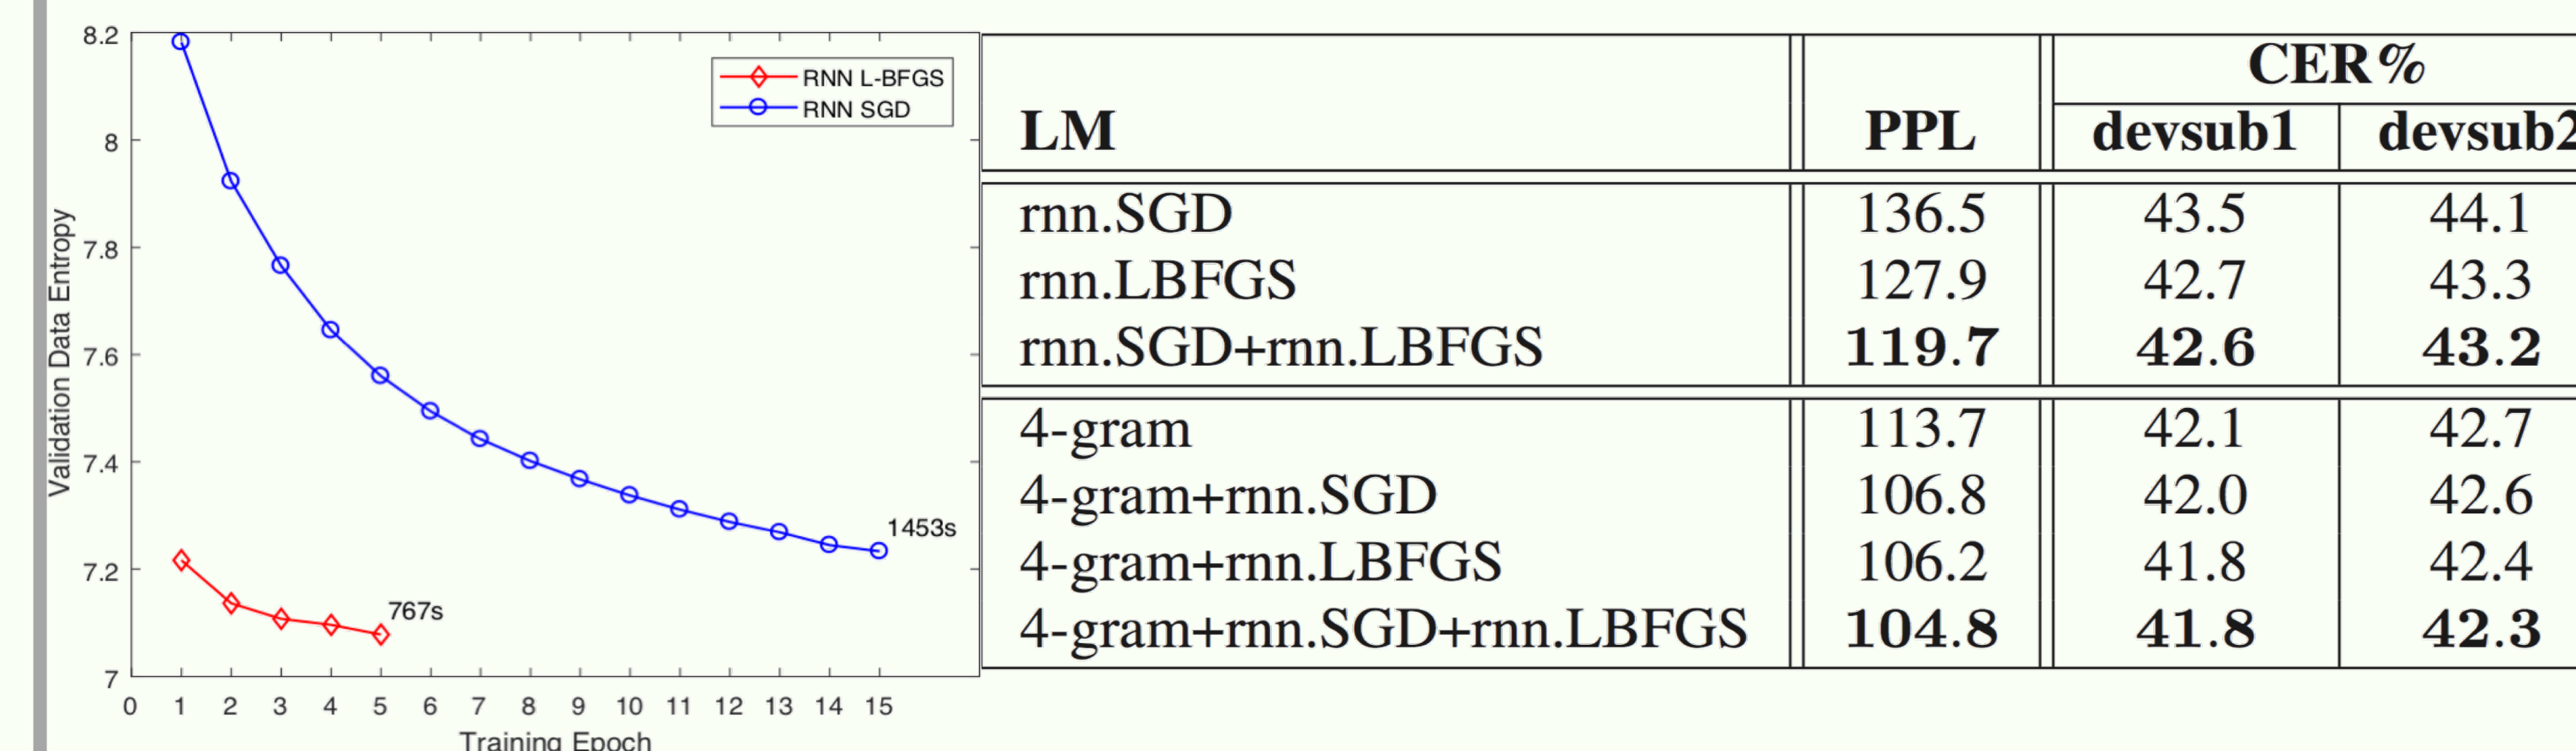 8.2
8
7.8
7.6
7.4
7.2
7
Validation Data Entropy
RNN L-BFGS
RNN SGD
1453s
767s
0 1 2 3 4 5 6 7 8 9 10 11 12 13 14 15
Training Epoch
CER%
LM PPL devsub1 devsub2
rnn.SGD 136.5 43.5 44.1
rnn.LBFGS 127.9 42.7 43.3
rnn.SGD+rnn.LBFGS 119.7 42.6 43.2
4-gram 113.7 42.1 42.7
4-gram+rnn.SGD 106.8 42.0 42.6
4-gram+rnn.LBFGS 106.2 41.8 42.4
4-gram+rnn.SGD+rnn.LBFGS 104.8 41.8 42.3